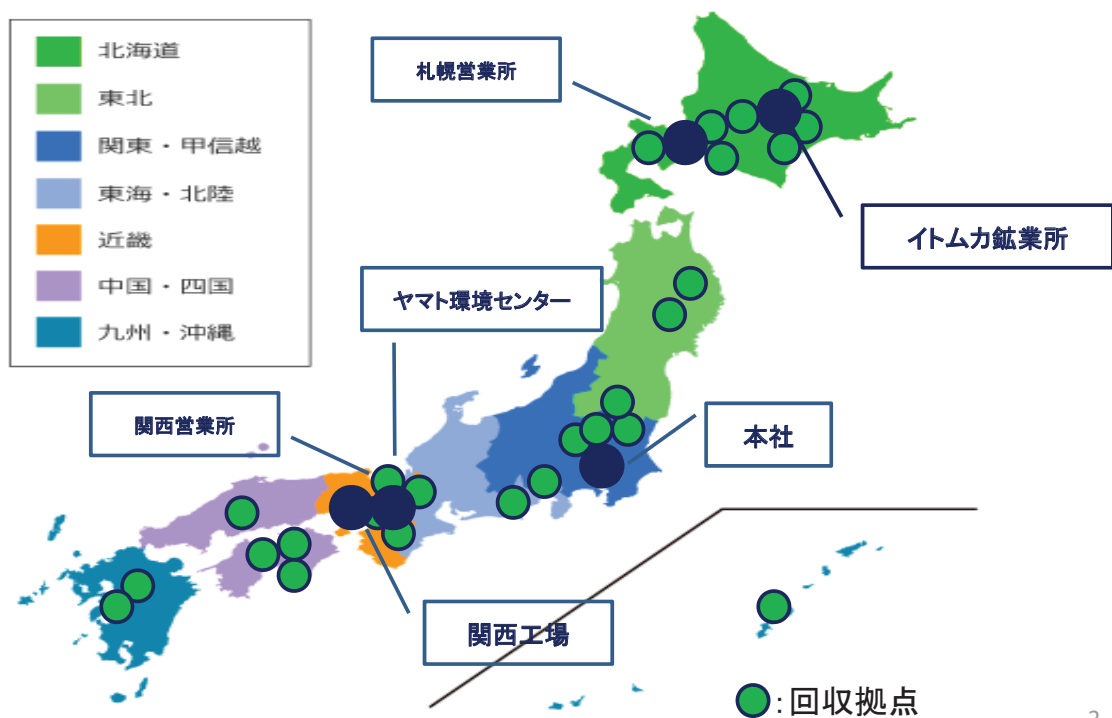 北海道
東北
関東・甲信越
東海・北陸
近畿
中国・四国
九州・沖縄
札幌営業所
イトムカ鉱業所
ヤマト環境センター
関西営業所
本社
関西工場
:回収拠点
2